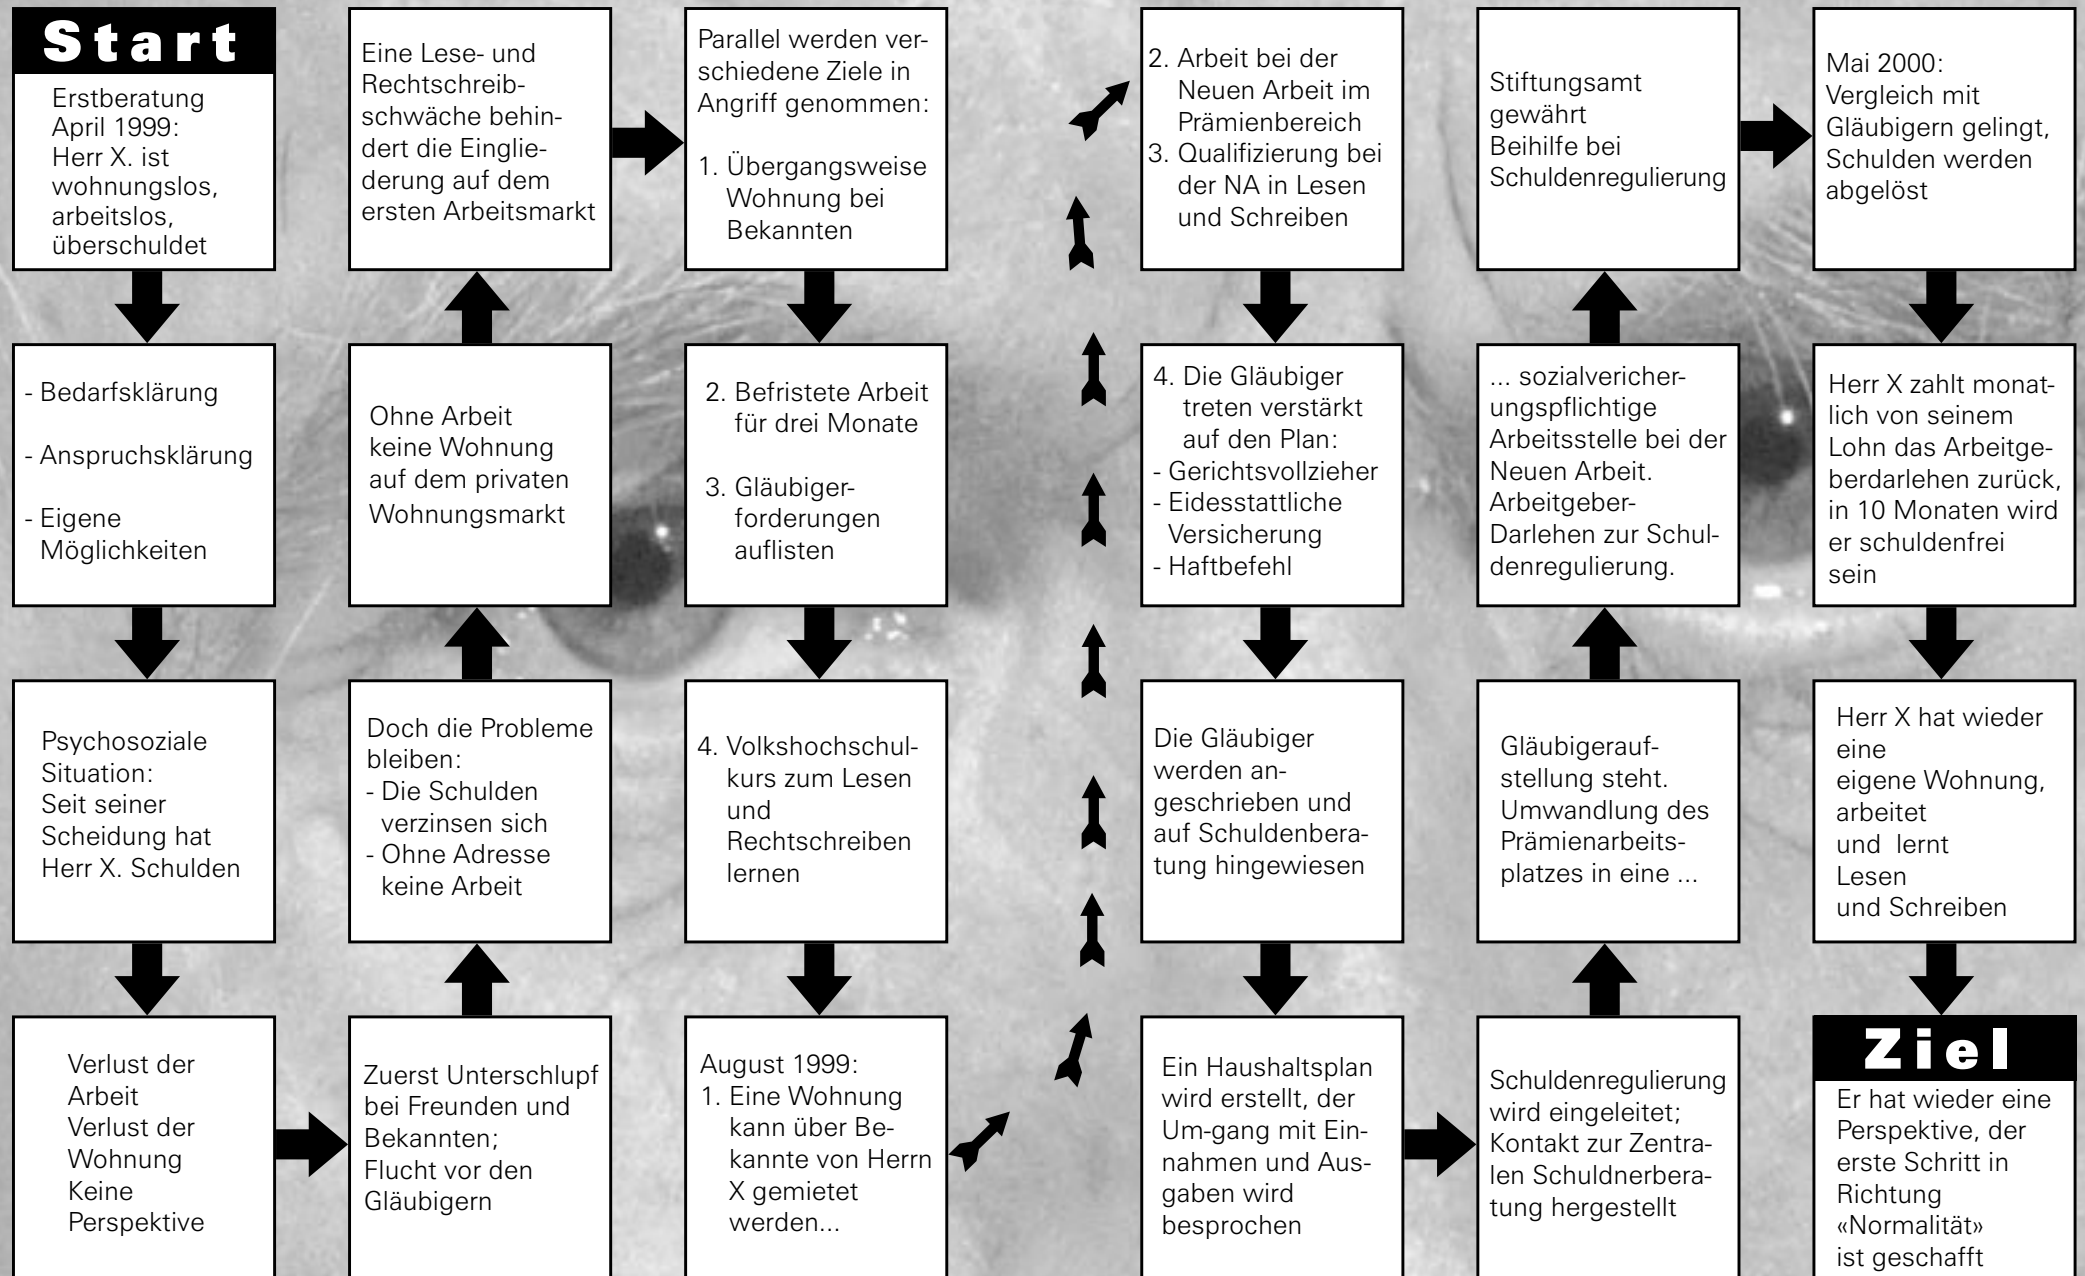 Start
Erstberatung
April 1999:
Herr X. ist
wohnungslos,
arbeitslos,
überschuldet
- Bedarfsklärung
- Anspruchsklärung
- Eigene
Möglichkeiten
Psychosoziale
Situation:
Seit seiner
Scheidung hat
Herr X. Schulden
Verlust der
Arbeit
Verlust der
Wohnung
Keine
Perspektive
Zuerst Unterschlupf
bei Freunden und
Bekannten;
Flucht vor den
Gläubigern
Doch die Probleme
bleiben:
- Die Schulden
verzinsen sich
- Ohne Adresse
keine Arbeit
Ohne Arbeit
keine Wohnung
auf dem privaten
Wohnungsmarkt
Eine Lese- und
Rechtschreib-
schwäche behin-
dert die Einglie-
derung auf dem
ersten Arbeitsmarkt
Parallel werden ver-
schiedene Ziele in
Angriff genommen:
1. Übergangsweise
Wohnung bei
Bekannten
2. Befristete Arbeit
für drei Monate
3. Gläubiger-
forderungen
auflisten
4. Volkshochschul-
kurs zum Lesen
und
Rechtschreiben
lernen
August 1999:
1. Eine Wohnung
kann über Be-
kannte von Herrn
X gemietet
werden...
2. Arbeit bei der
Neuen Arbeit im
Prämienbereich
3. Qualifizierung bei
der NA in Lesen
und Schreiben
4. Die Gläubiger
treten verstärkt
auf den Plan:
- Gerichtsvollzieher
- Eidesstattliche
Versicherung
- Haftbefehl
Die Gläubiger
werden an-
geschrieben und
auf Schuldenbera-
tung hingewiesen
Ein Haushaltsplan
wird erstellt, der
Um-gang mit Ein-
nahmen und Aus-
gaben wird
besprochen
Schuldenregulierung
wird eingeleitet;
Kontakt zur Zentra-
len Schuldnerbera-
tung hergestellt
Gläubigerauf-
stellung steht.
Umwandlung des
Prämienarbeits-
platzes in eine ...
... sozialvericher-
ungspflichtige
Arbeitsstelle bei der
Neuen Arbeit.
Arbeitgeber-
Darlehen zur Schul-
denregulierung.
Stiftungsamt
gewährt
Beihilfe bei
Schuldenregulierung
Mai 2000:
Vergleich mit
Gläubigern gelingt,
Schulden werden
abgelöst
Herr X zahlt monat-
lich von seinem
Lohn das Arbeitge-
berdarlehen zurück,
in 10 Monaten wird
er schuldenfrei
sein
Herr X hat wieder
eine
eigene Wohnung,
arbeitet
und lernt
Lesen
und Schreiben
Ziel
Er hat wieder eine
Perspektive, der
erste Schritt in
Richtung
«Normalität»
ist geschafft